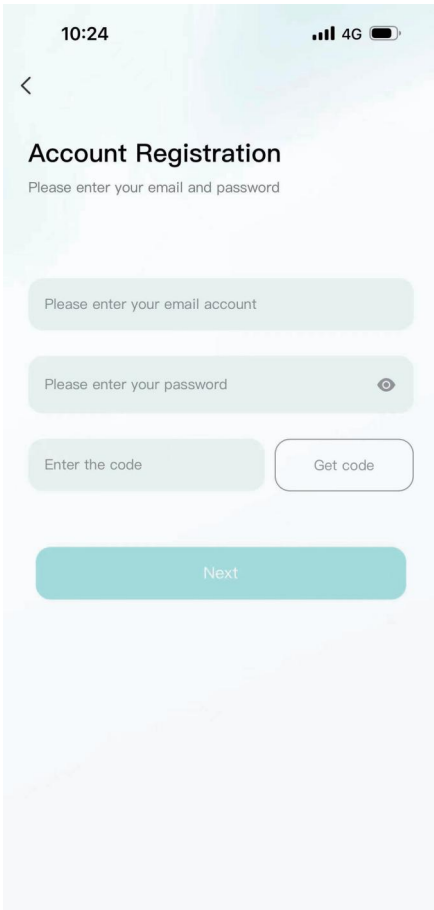 10:24
4G
Account Registration
Please enter your email and password
Please enter your email account
Please enter your password
Enter the code
Get code
Next